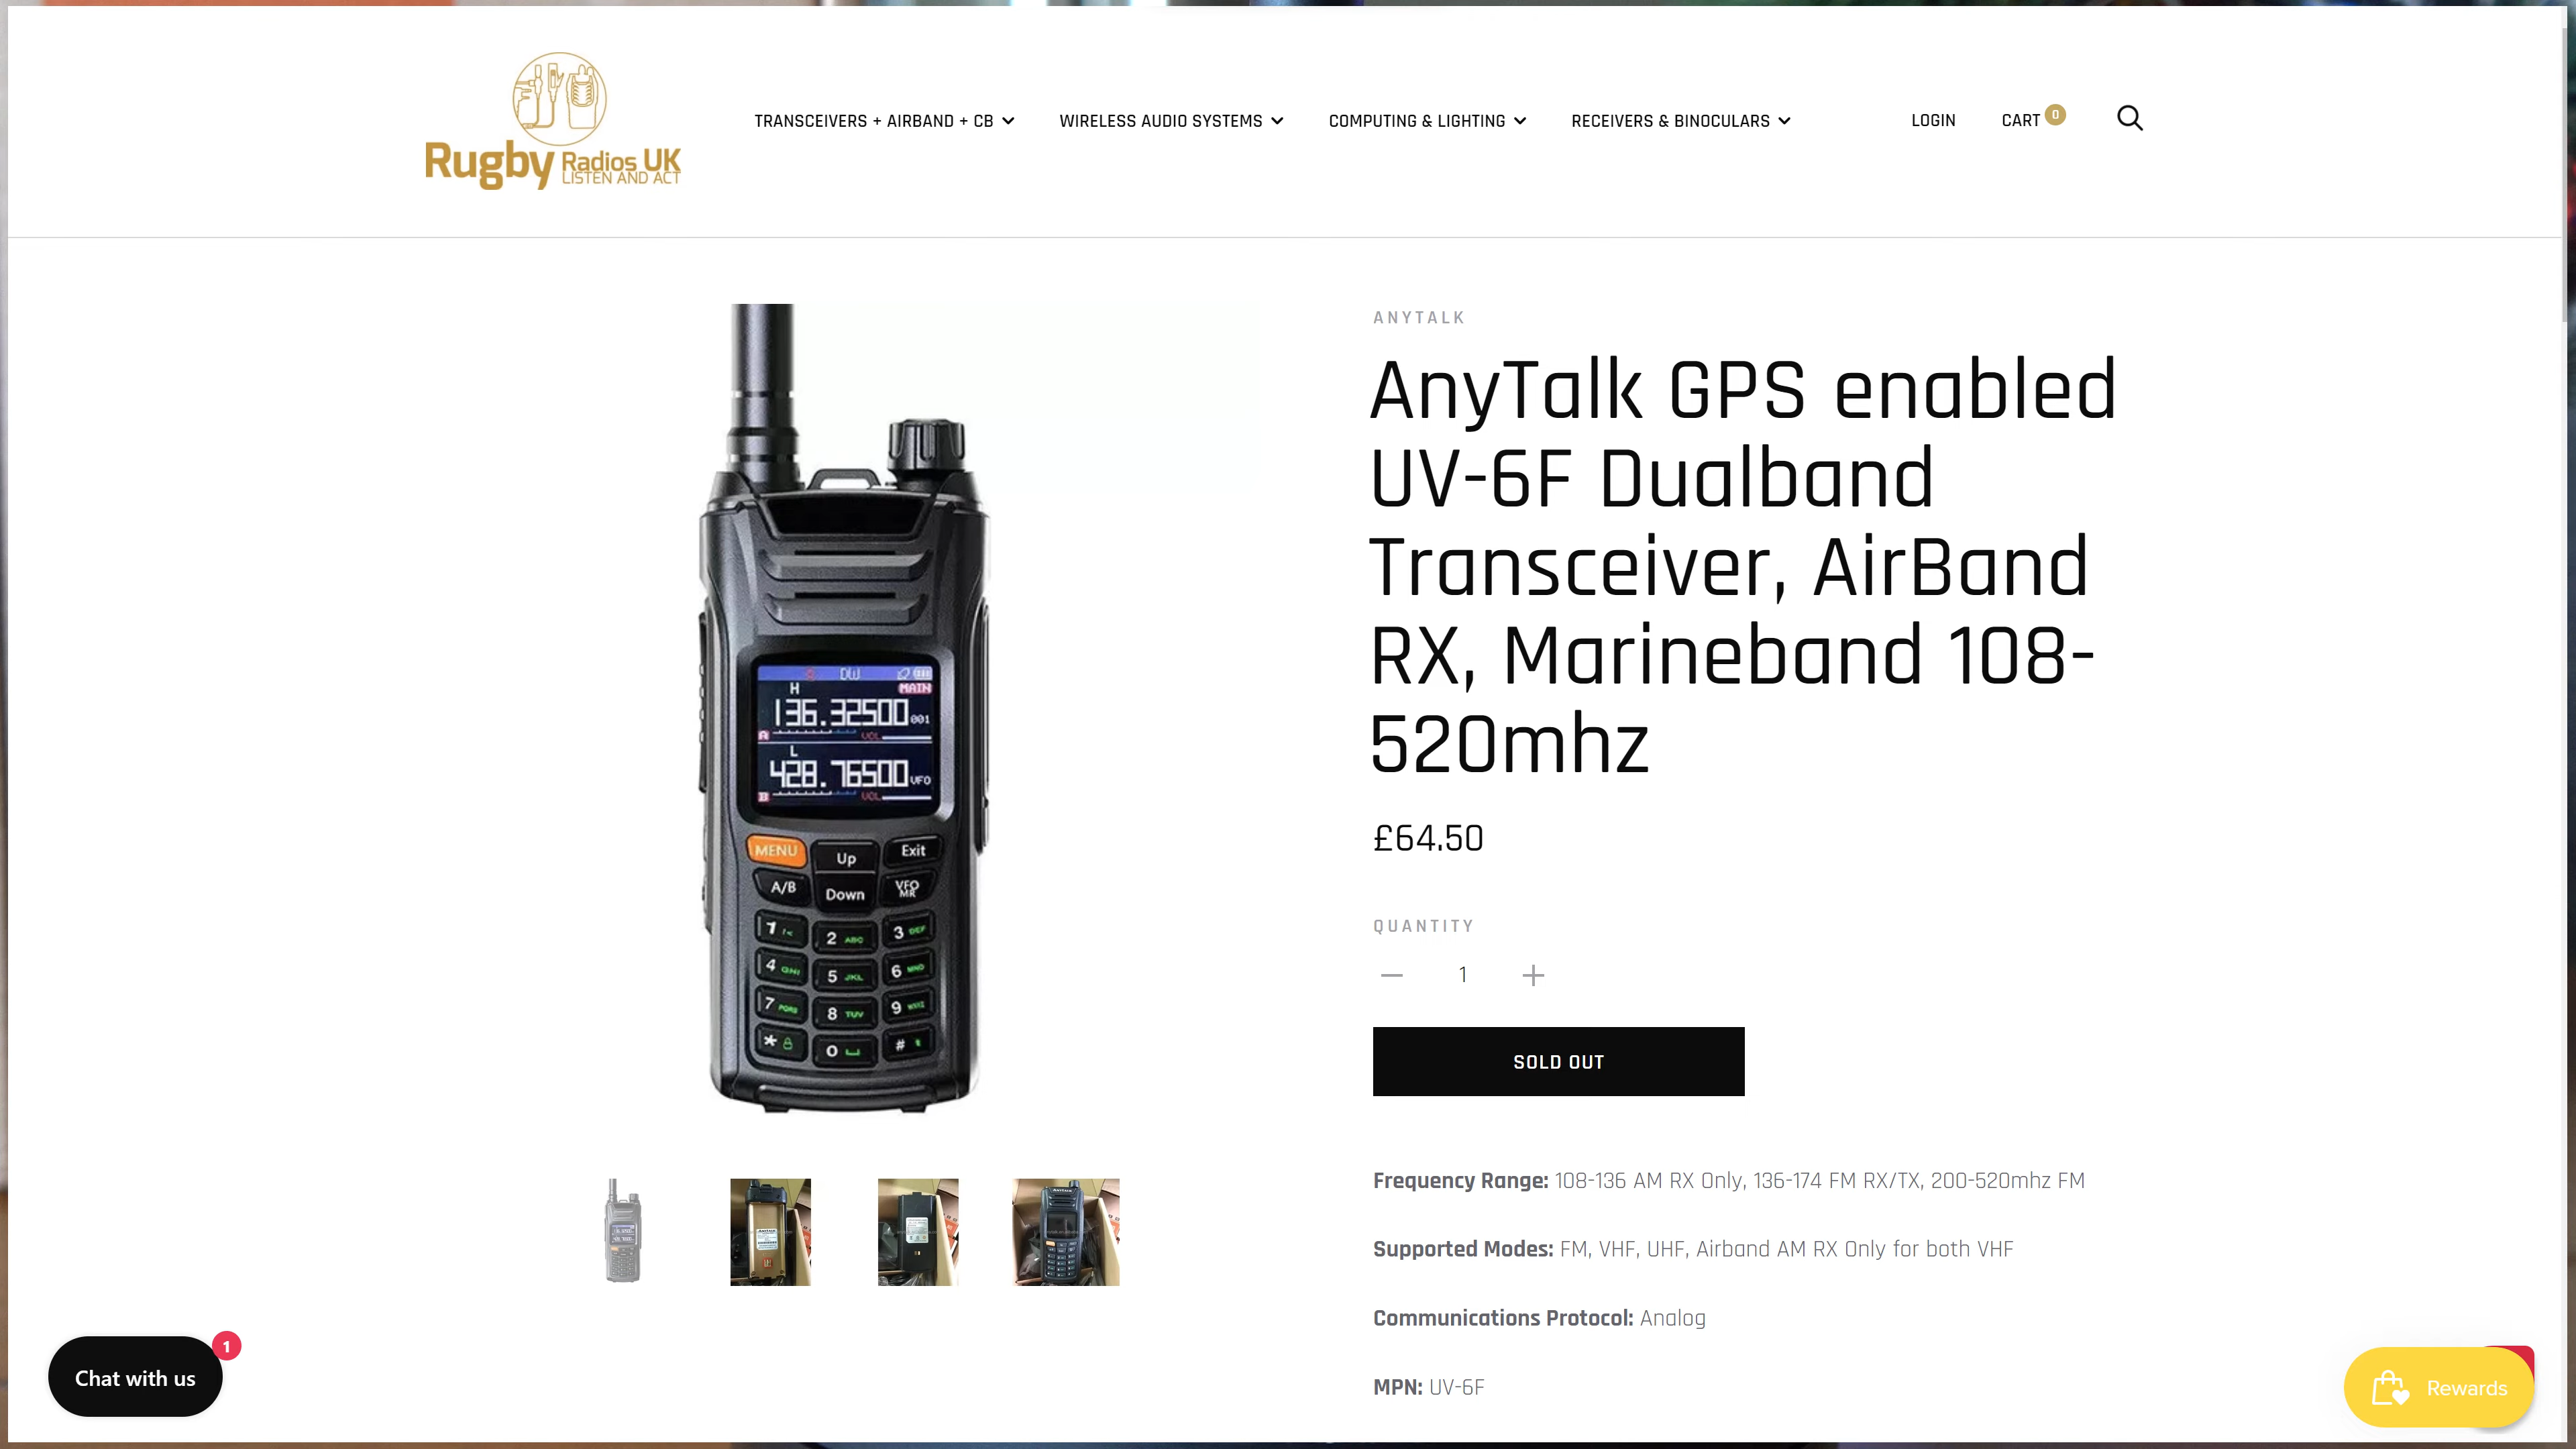 Rugby Radios UK
LISTEN AND ACT
TRANSCEIVERS + AIRBAND + CB
WIRELESS AUDIO SYSTEMS
COMPUTING & LIGHTING
RECEIVERS & BINOCULARS
LOGIN
CART 0
ANYTALK
AnyTalk GPS enabled
UV-6F Dualband
Transceiver, AirBand
RX, Marineband 108-
520mhz
£64.50
QUANTITY
1
SOLD OUT
Frequency Range: 108-136 AM RX Only, 136-174 FM RX/TX, 200-520mhz FM
Supported Modes: FM, VHF, UHF, Airband AM RX Only for both VHF
Communications Protocol: Analog
MPN: UV-6F
DW
H MAIN
136.32500 001
A VOL
L
428.76500 VFO
B VOL
MENU Up Exit
A/B Down VFO MR
1
2 ABC
3 DEF
4 GHI
5 JKL
6 MNO
7 PQRS
8 TUV
9 WXYZ
*
0
#
Chat with us
1
Rewards